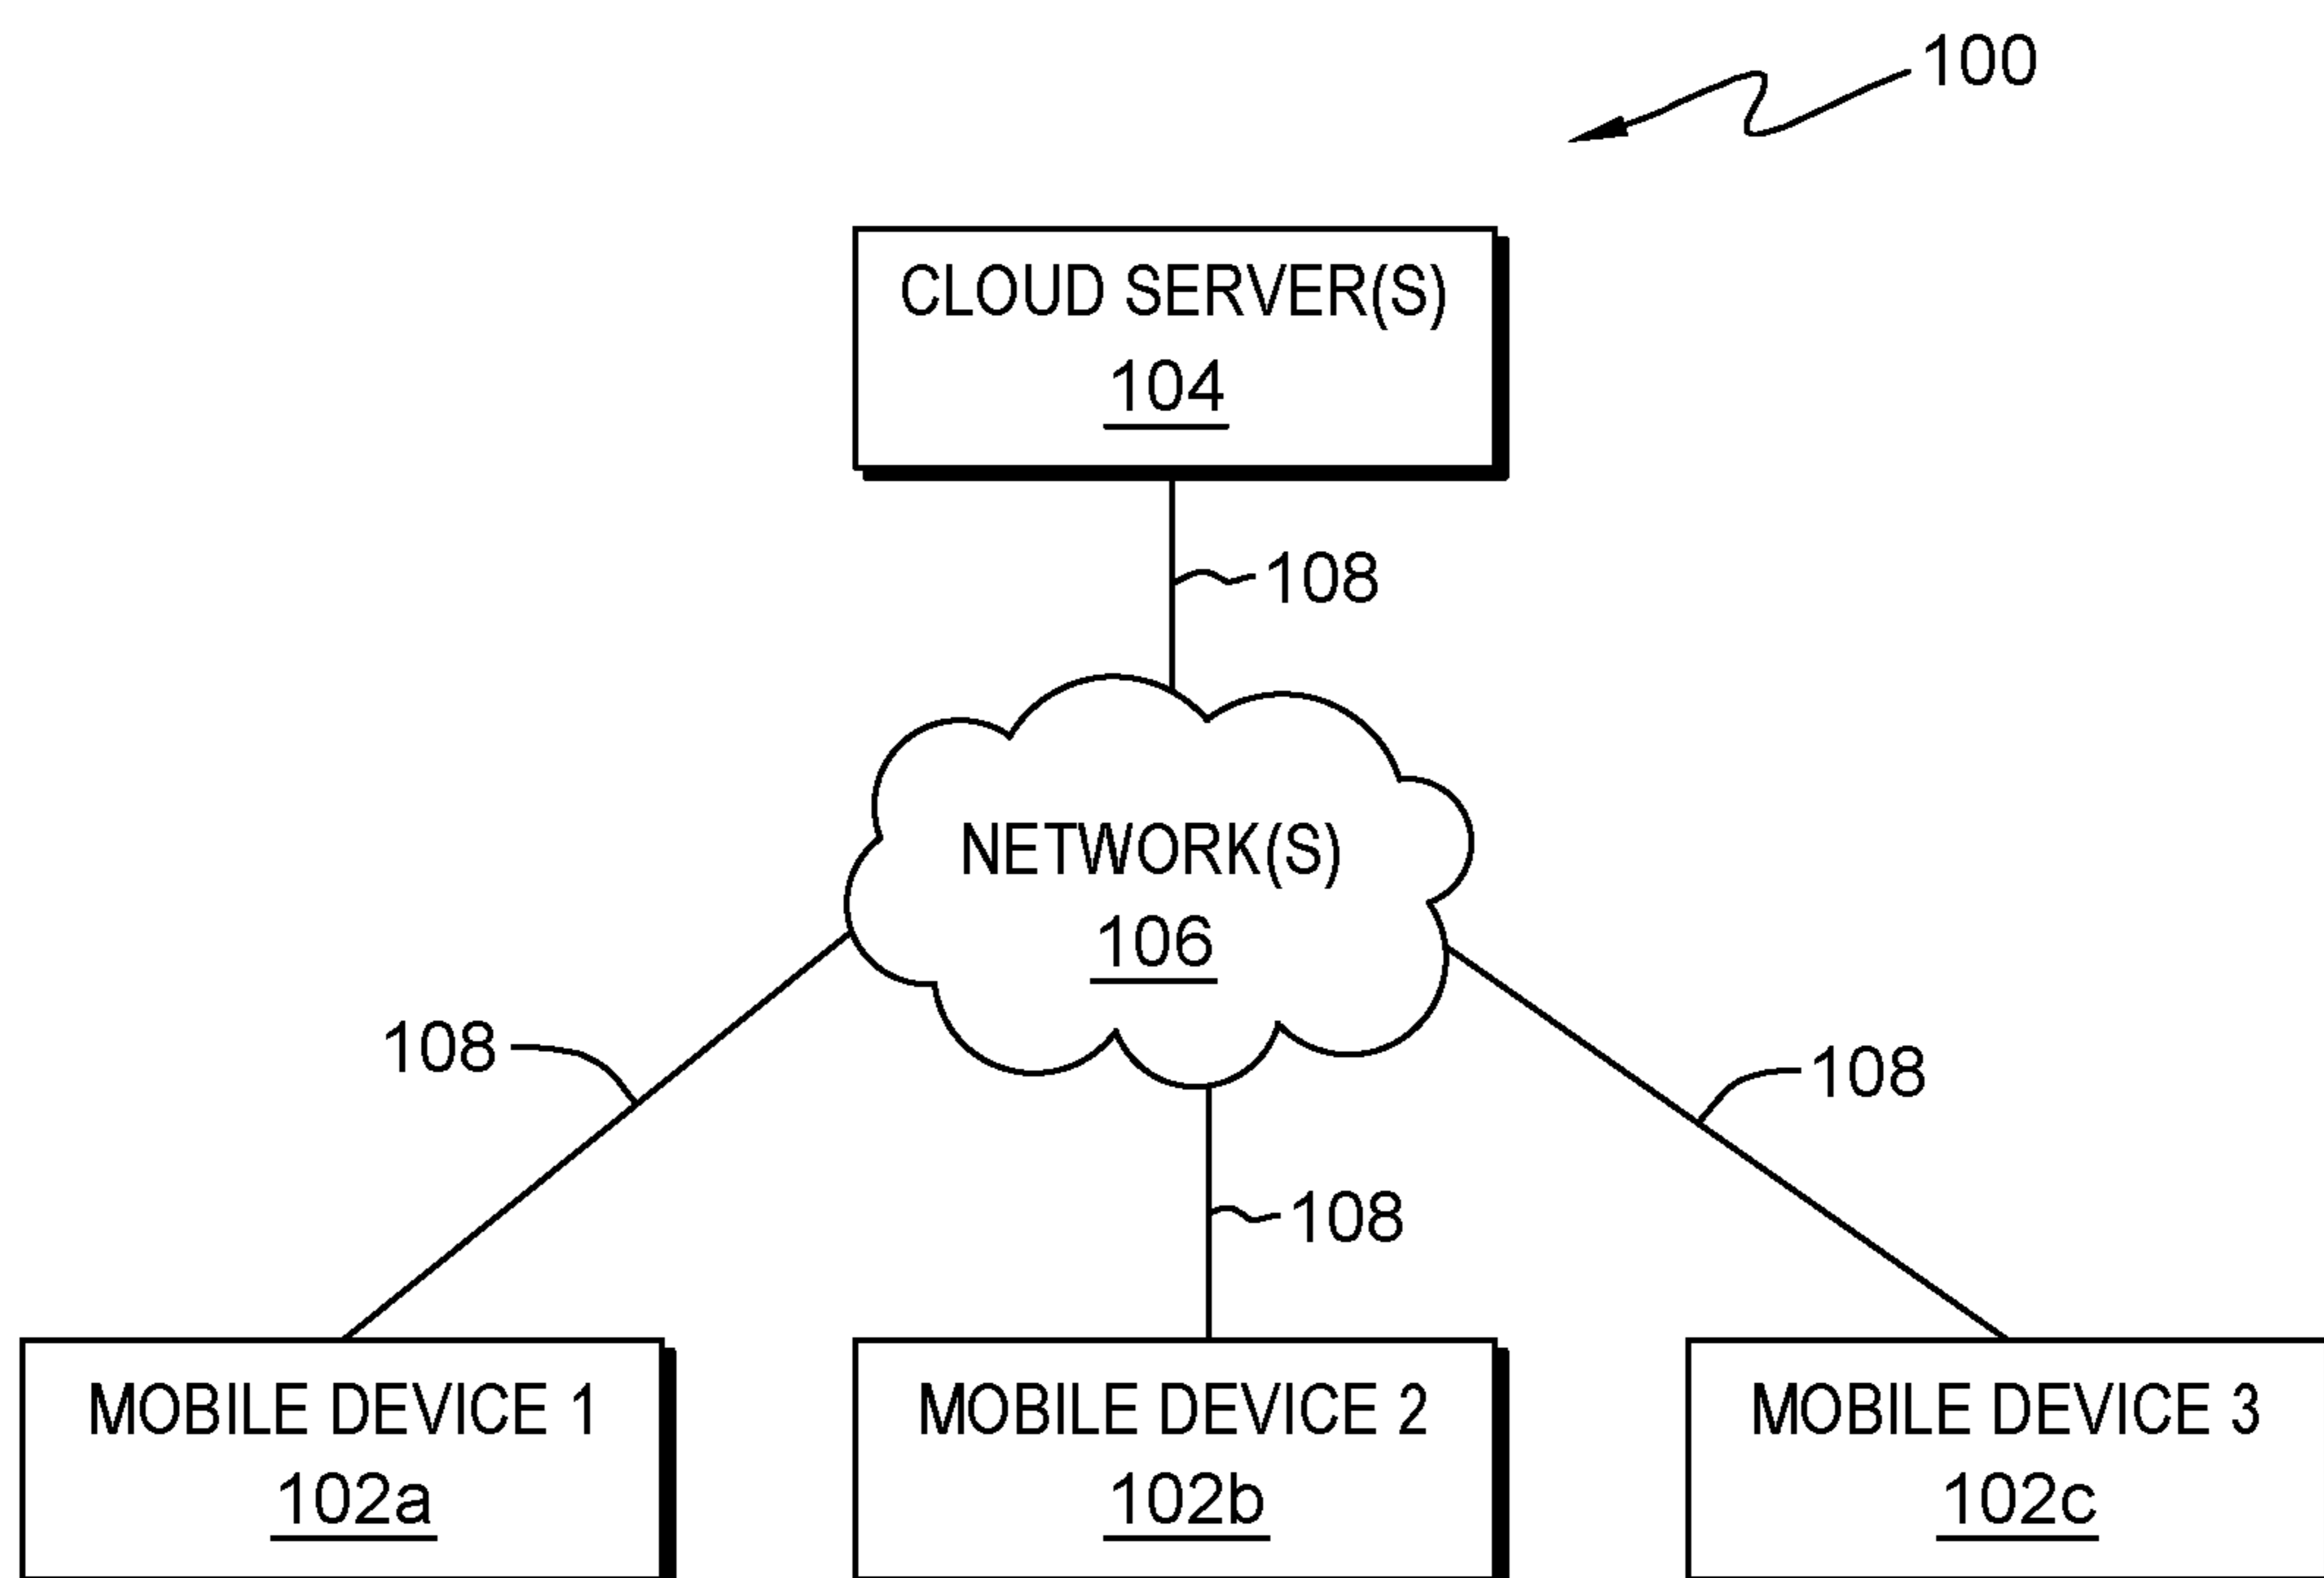 100
CLOUD SERVER(S)
104
108
NETWORK(S)
106
108
108
108
MOBILE DEVICE 1
102a
MOBILE DEVICE 2
102b
MOBILE DEVICE 3
102c